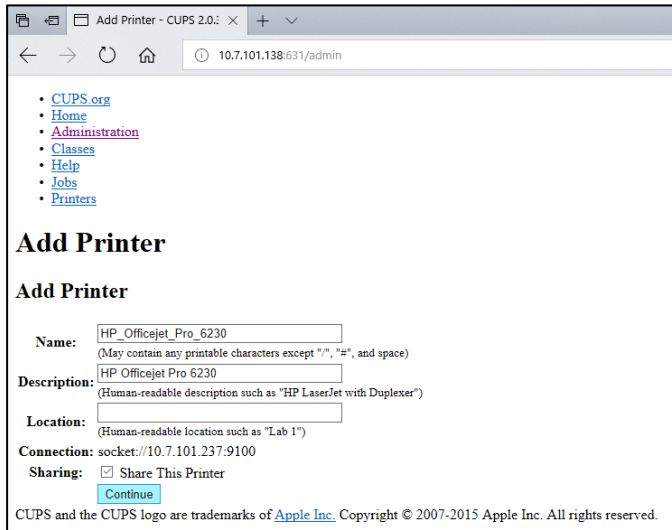 Add Printer - CUPS 2.0.:
10.7.101.138:631/admin
• CUPS.org
• Home
• Administration
• Classes
• Help
• Jobs
• Printers
Add Printer
Add Printer
Name: HP_Officejet_Pro_6230
(May contain any printable characters except "/", "#", and space)
Description: HP Officejet Pro 6230
(Human-readable description such as "HP LaserJet with Duplexer")
Location:
(Human-readable location such as "Lab 1")
Connection: socket://10.7.101.237:9100
Sharing: Share This Printer
Continue
CUPS and the CUPS logo are trademarks of Apple Inc. Copyright © 2007-2015 Apple Inc. All rights reserved.